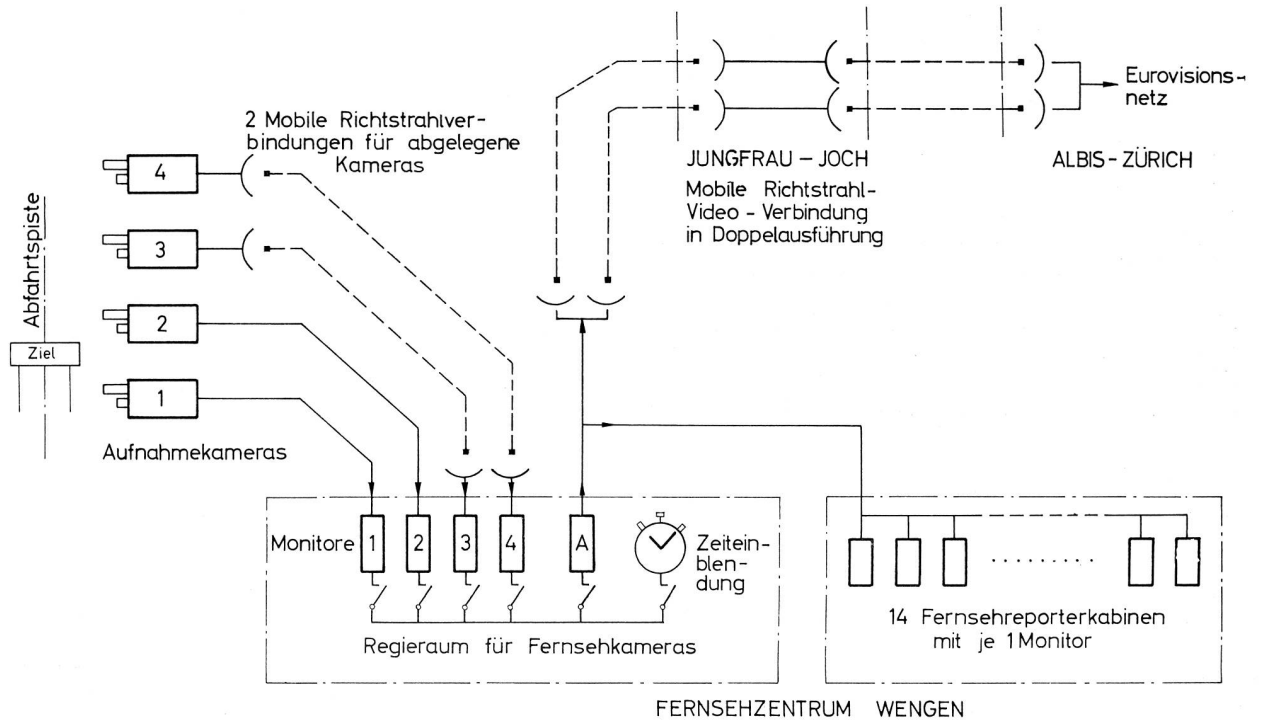 2 Mobile Richtstrahlver-
bindungen für abgelegene
Kameras
Eurovisions-
netz
JUNGFRAU – JOCH
Mobile Richtstrahl-
Video - Verbindung
in Doppelausführung
ALBIS - ZÜRICH
Abfahrtspiste
Ziel
4
3
2
1
Aufnahmekameras
Monitore
1
2
3
4
A
Zeitein-
blen-
dung
Regieraum für Fernsehkameras
14 Fernsehreporterkabinen
mit je 1 Monitor
FERNSEHZENTRUM WENGEN